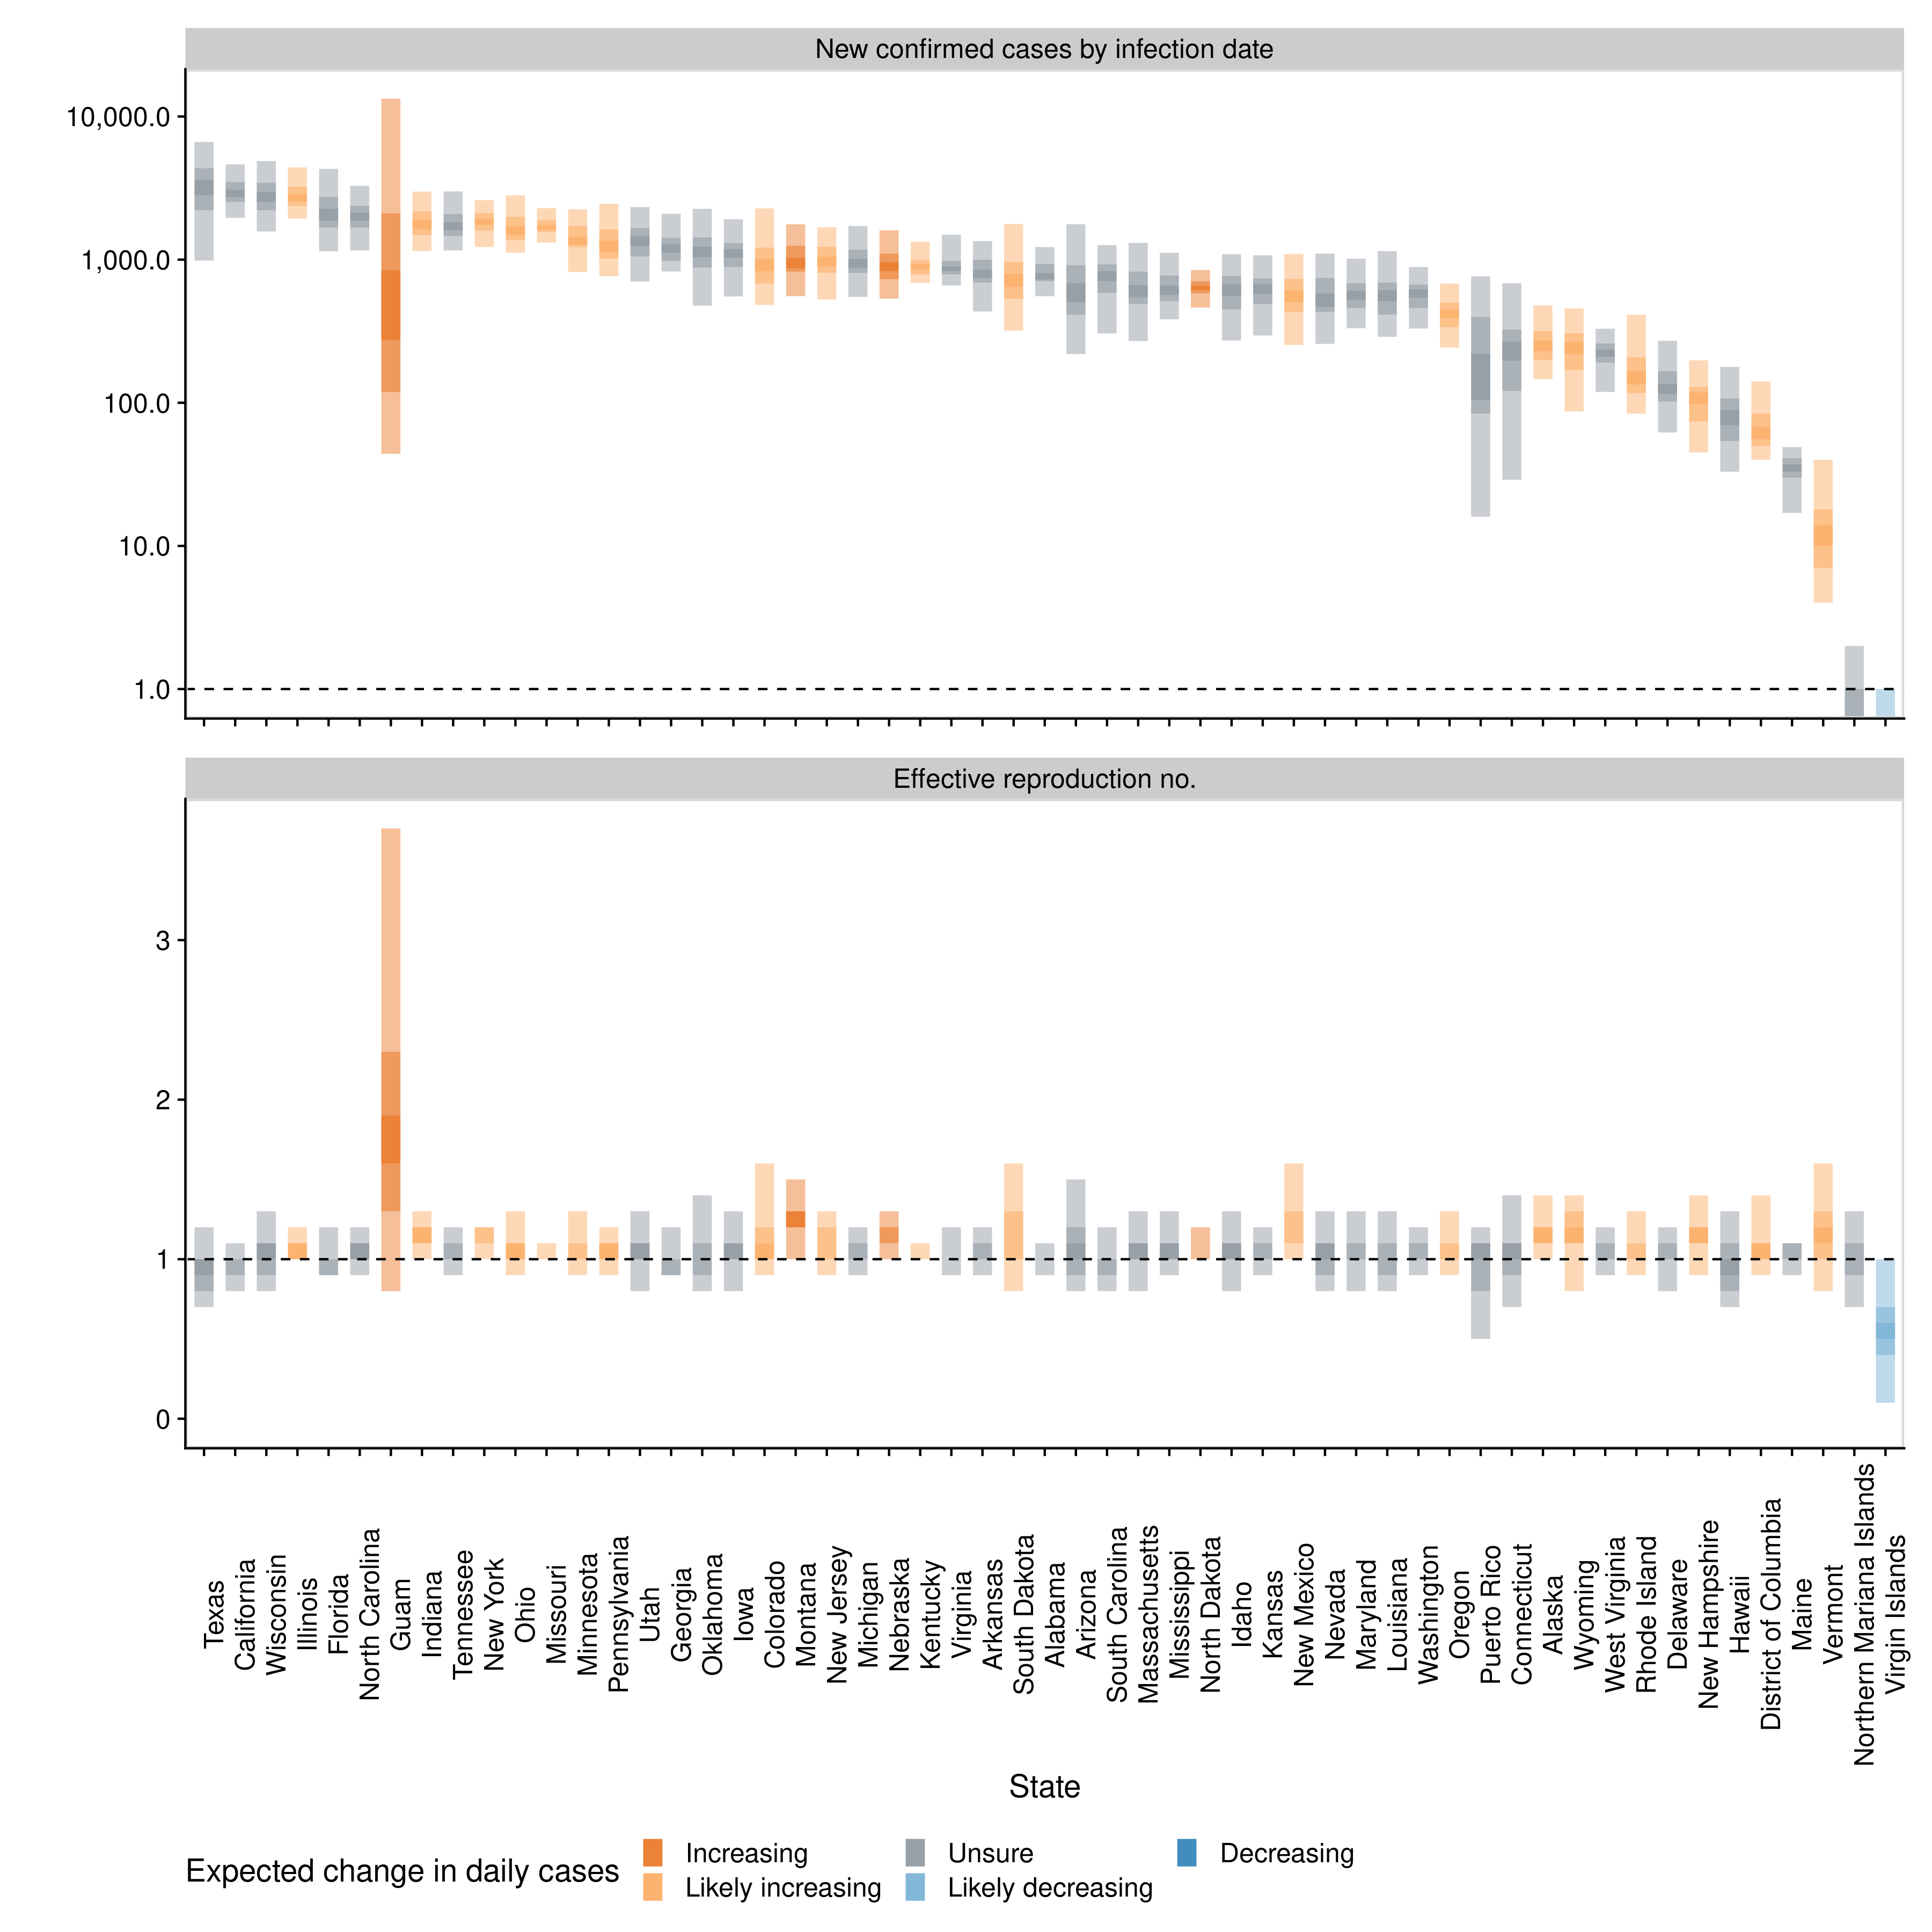 New confirmed cases by infection date
10,000.0
1,000.0
100.0
10.0
1.0
Effective reproduction no.
3
2
1
0
Texas
California
Wisconsin
Illinois
Florida
North Carolina
Guam
Indiana
Tennessee
New York
Ohio
Missouri
Minnesota
Pennsylvania
Utah
Georgia
Oklahoma
Iowa
Colorado
Montana
New Jersey
Michigan
Nebraska
Kentucky
Virginia
Arkansas
South Dakota
Alabama
Arizona
South Carolina
Massachusetts
Mississippi
North Dakota
Idaho
Kansas
New Mexico
Nevada
Maryland
Louisiana
Washington
Oregon
Puerto Rico
Connecticut
Alaska
Wyoming
West Virginia
Rhode Island
Delaware
New Hampshire
Hawaii
District of Columbia
Maine
Vermont
Northern Mariana Islands
Virgin Islands
State
Expected change in daily cases
Increasing
Likely increasing
Unsure
Likely decreasing
Decreasing